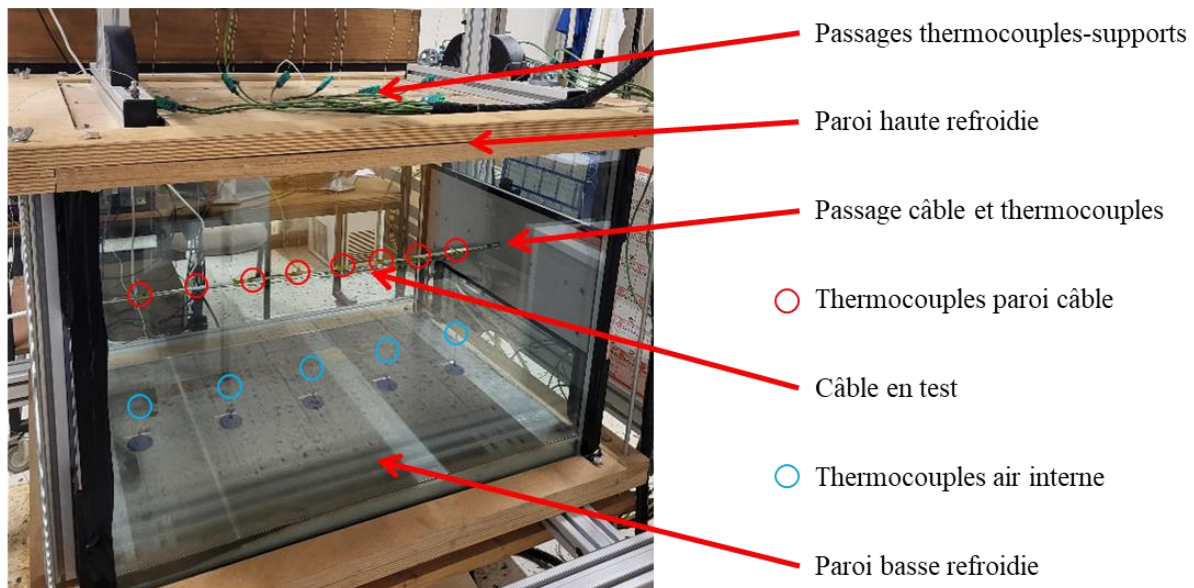 Passages thermocouples-supports
Paroi haute refroidie
Passage câble et thermocouples
Thermocouples paroi câble
Câble en test
Thermocouples air interne
Paroi basse refroidie